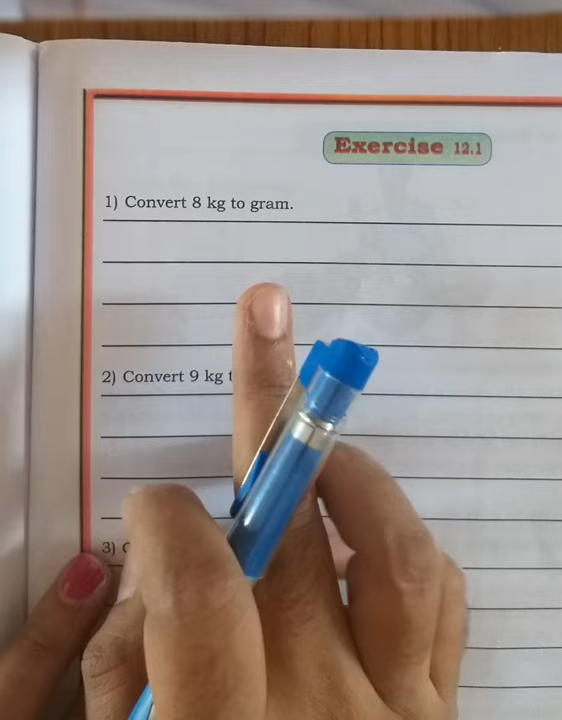 Exercise 12.1
1) Convert 8 kg to gram.
2) Convert 9 kg
3)